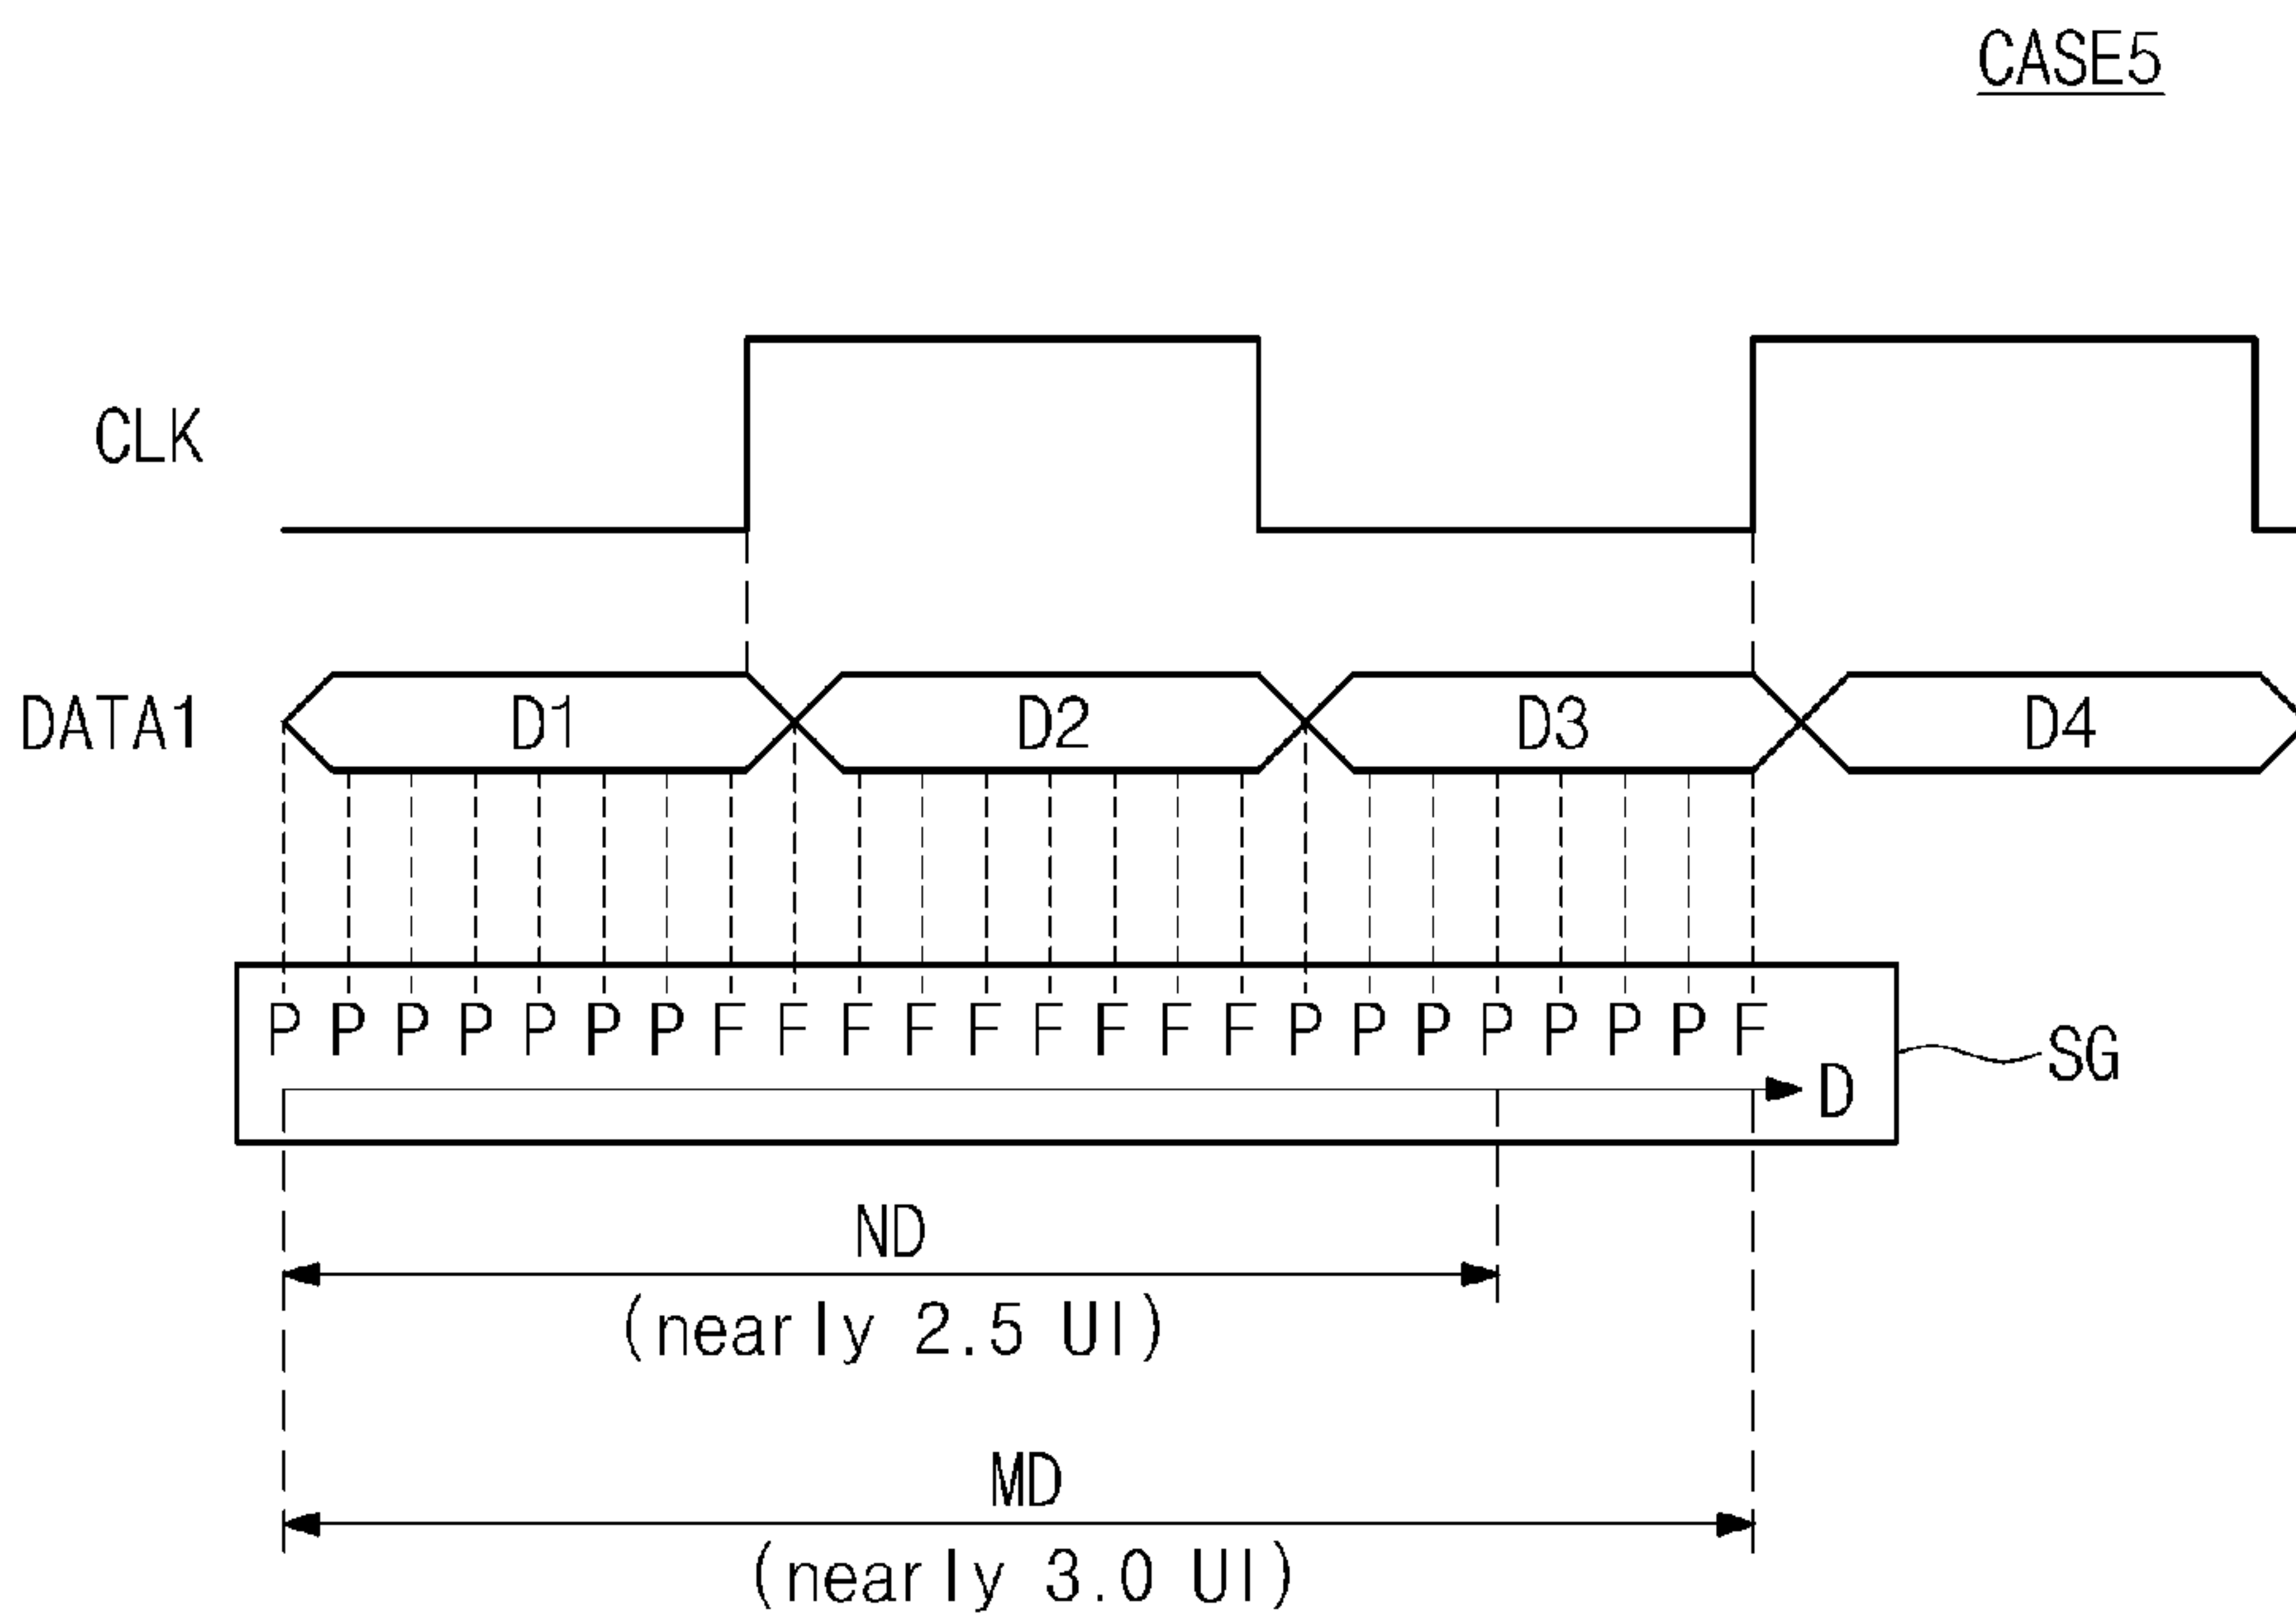 CASE5
CLK
DATA1 D1 D2 D3 D4
P P P P P P P F F F F F F F F F P P P P P P P F
D
SG
ND
(nearly 2.5 UI)
MD
(nearly 3.0 UI)